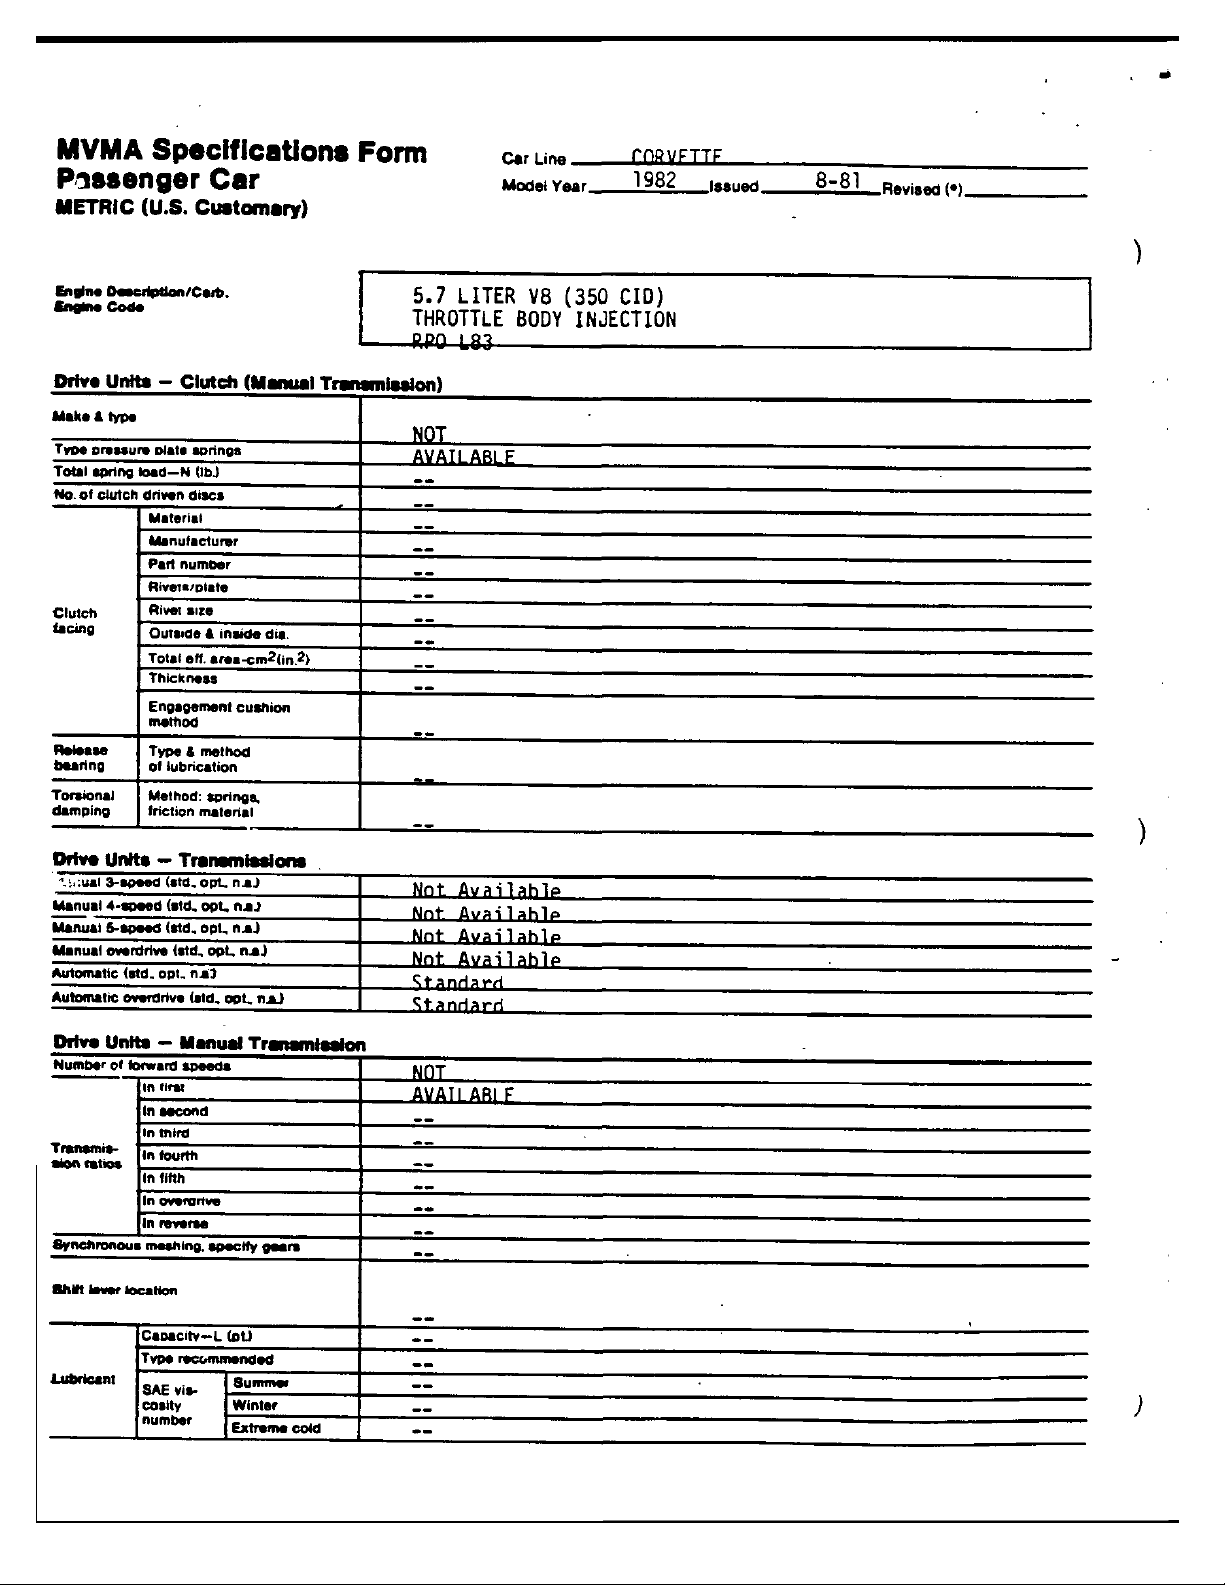 MVMA Specifications Form
Passenger Car
METRIC (U.S. Customary)
Car Line CORVETTE
Model Year 1982 Issued 8-81 Revised (•)
Engine Description/Carb.
Engine Code
5.7 LITER V8 (350 CID)
THROTTLE BODY INJECTION
RPO L83
Drive Units — Clutch (Manual Transmission)
Make & type NOT
Type pressure plate springs AVAILABLE
Total spring load—N (lb.) --
No. of clutch driven discs --
Clutch facing
Material --
Manufacturer --
Part number --
Rivets/plate --
Rivet size --
Outside & inside dia. --
Total eff. area-cm2(in.2) --
Thickness --
Engagement cushion method --
Release bearing
Type & method of lubrication --
Torsional damping
Method: springs, friction material --
Drive Units — Transmissions
3-speed (std., opt., n.a.) Not Available
Manual 4-speed (std., opt., n.a.) Not Available
Manual 5-speed (std., opt., n.a.) Not Available
Manual overdrive (std., opt., n.a.) Not Available
Automatic (std., opt., n.a.) Standard
Automatic overdrive (std., opt., n.a.) Standard
Drive Units — Manual Transmission
Number of forward speeds NOT
Transmis-
sion ratios
In first AVAILABLE
In second --
In third --
In fourth --
In fifth --
In overdrive --
In reverse --
Synchronous meshing, specify gears --
Shift lever location --
Lubricant
Capacity—L (pt.) --
Type recommended --
SAE vis-
cosity
number
Summer --
Winter --
Extreme cold --